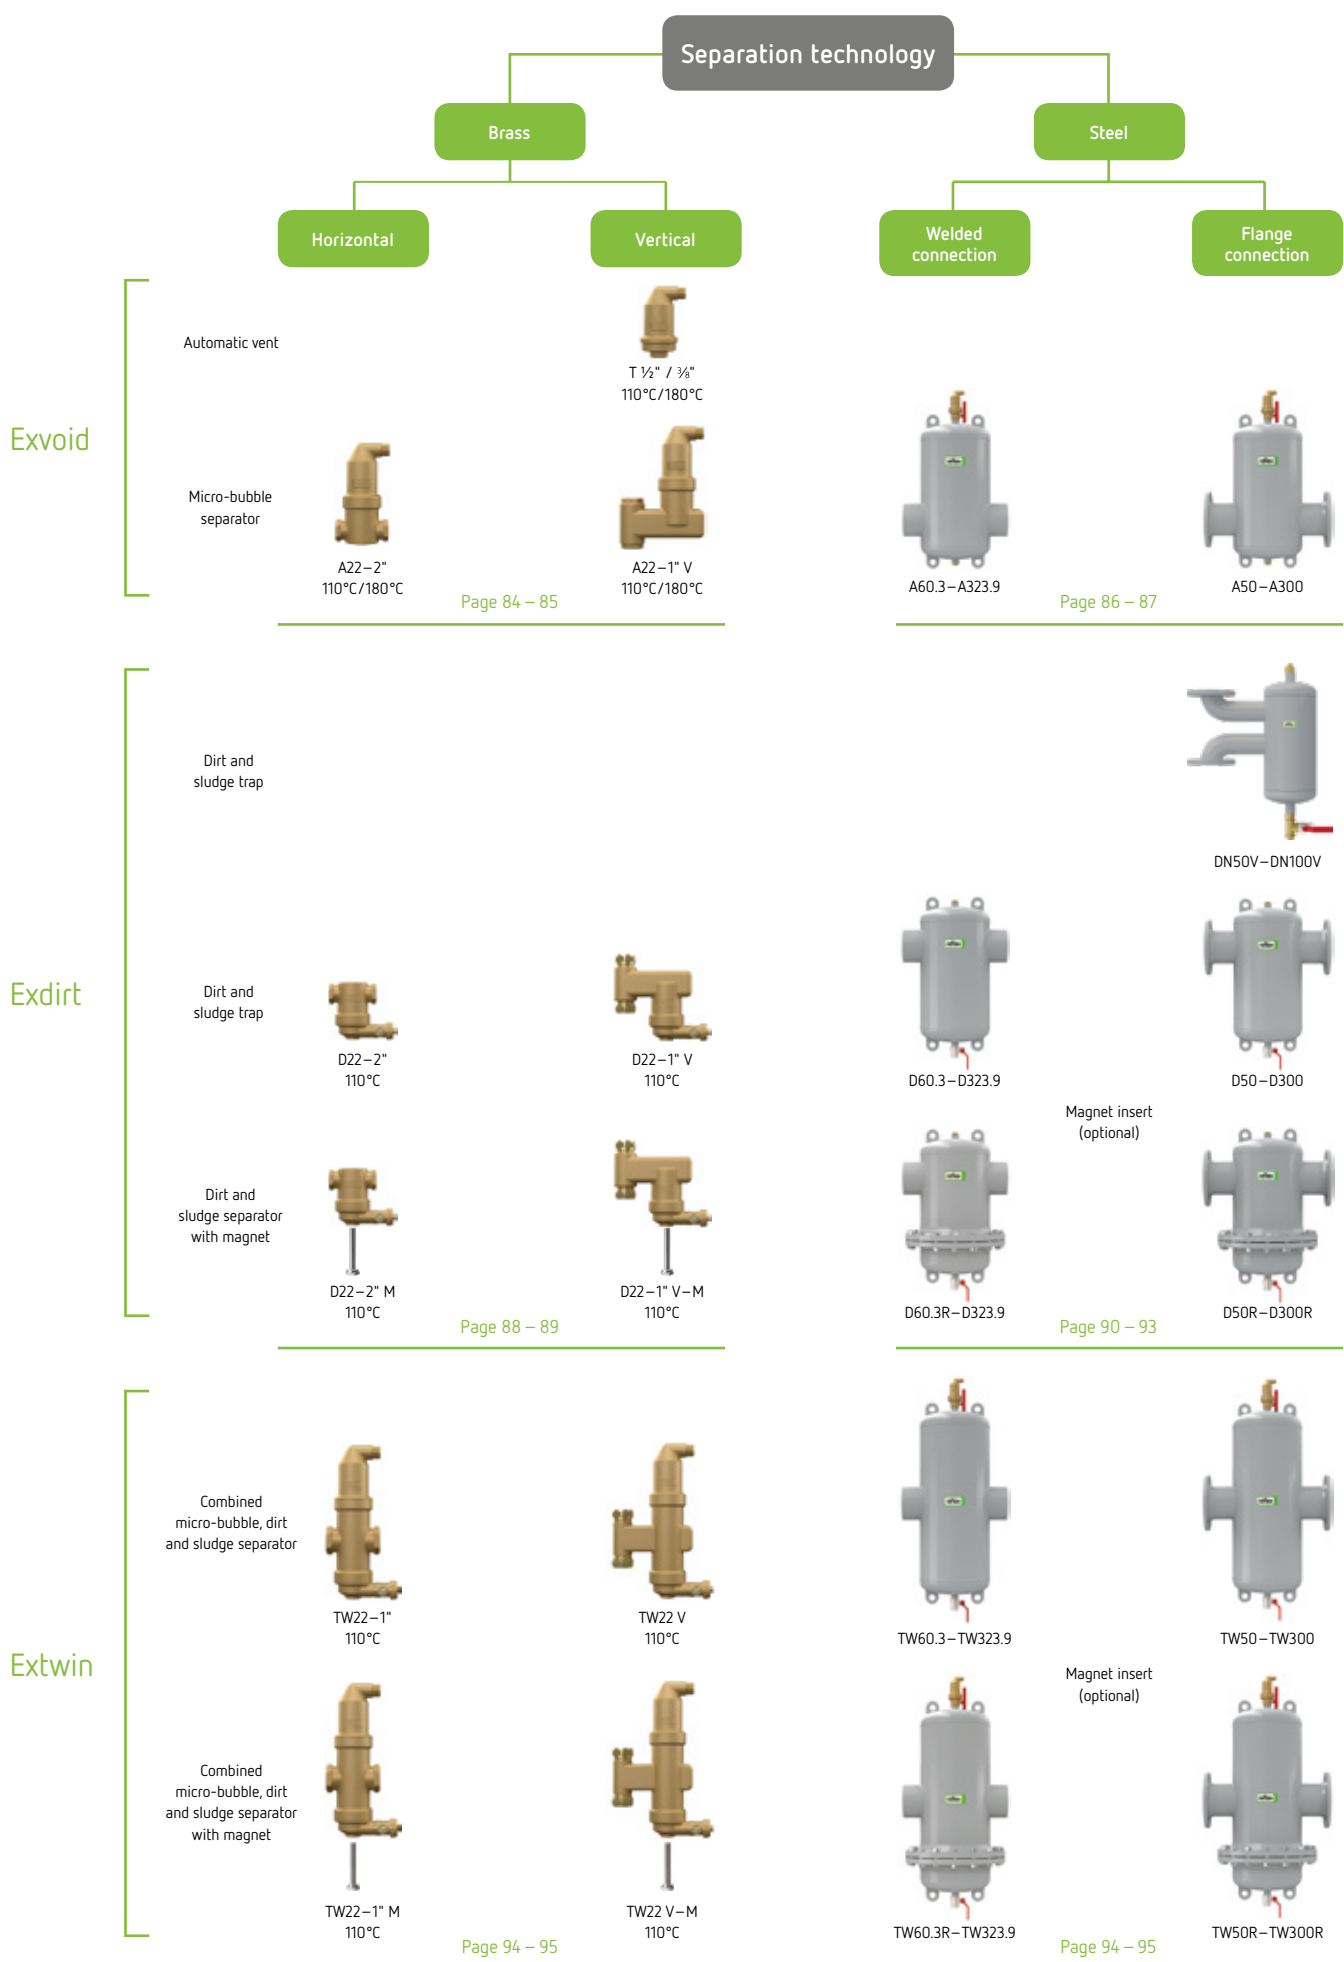 Separation technology
Brass
Steel
Horizontal
Vertical
Welded
connection
Flange
connection
Exvoid
Automatic vent
T ½" / ⅜"
110°C/180°C
Micro-bubble
separator
A22–2"
110°C/180°C
A22–1" V
110°C/180°C
A60.3–A323.9
A50–A300
Page 84 – 85
Page 86 – 87
Exdirt
Dirt and
sludge trap
DN50V–DN100V
Dirt and
sludge trap
D22–2"
110°C
D22–1" V
110°C
D60.3–D323.9
D50–D300
Magnet insert
(optional)
Dirt and
sludge separator
with magnet
D22–2" M
110°C
D22–1" V–M
110°C
D60.3R–D323.9
D50R–D300R
Page 88 – 89
Page 90 – 93
Extwin
Combined
micro-bubble, dirt
and sludge separator
TW22–1"
110°C
TW22 V
110°C
TW60.3–TW323.9
TW50–TW300
Magnet insert
(optional)
Combined
micro-bubble, dirt
and sludge separator
with magnet
TW22–1" M
110°C
TW22 V–M
110°C
TW60.3R–TW323.9
TW50R–TW300R
Page 94 – 95
Page 94 – 95